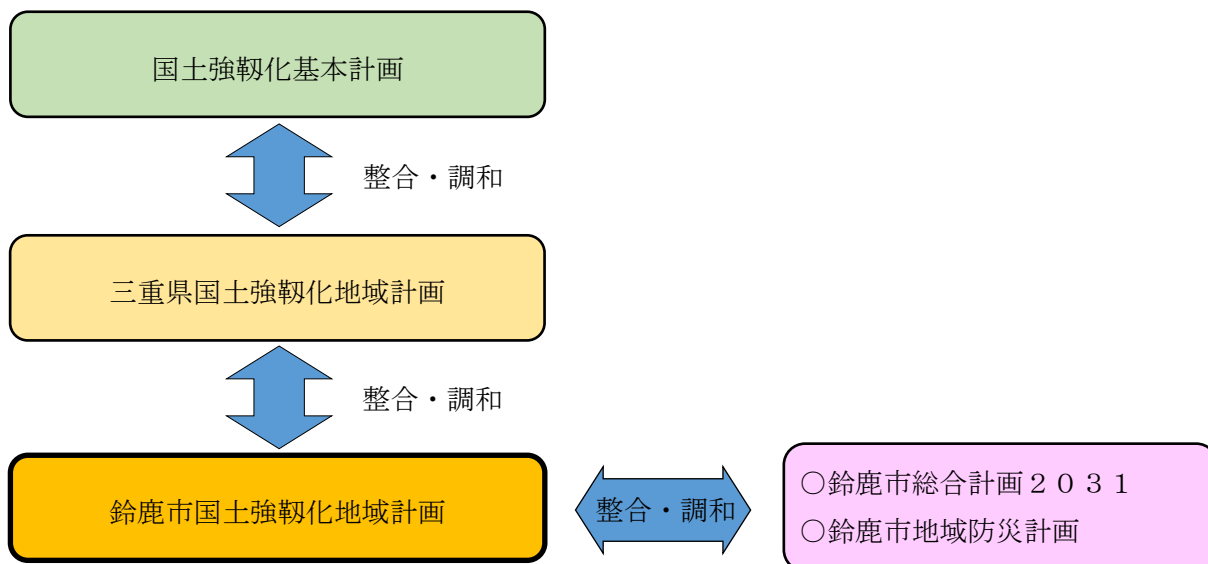 国土強靱化基本計画
整合・調和
三重県国土強靱化地域計画
整合・調和
鈴鹿市国土強靱化地域計画
整合・調和
○鈴鹿市総合計画２０３１
○鈴鹿市地域防災計画